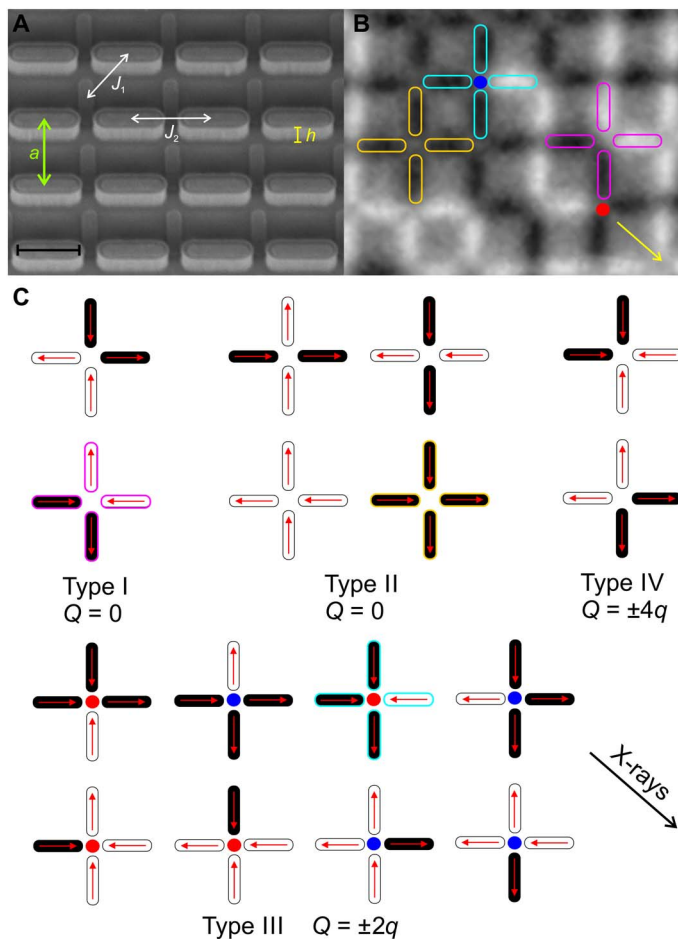 A
J₁
J₂
h
a
B
C
Type I
Q = 0
Type II
Q = 0
Type IV
Q = ±4q
X-rays
Type III Q = ±2q